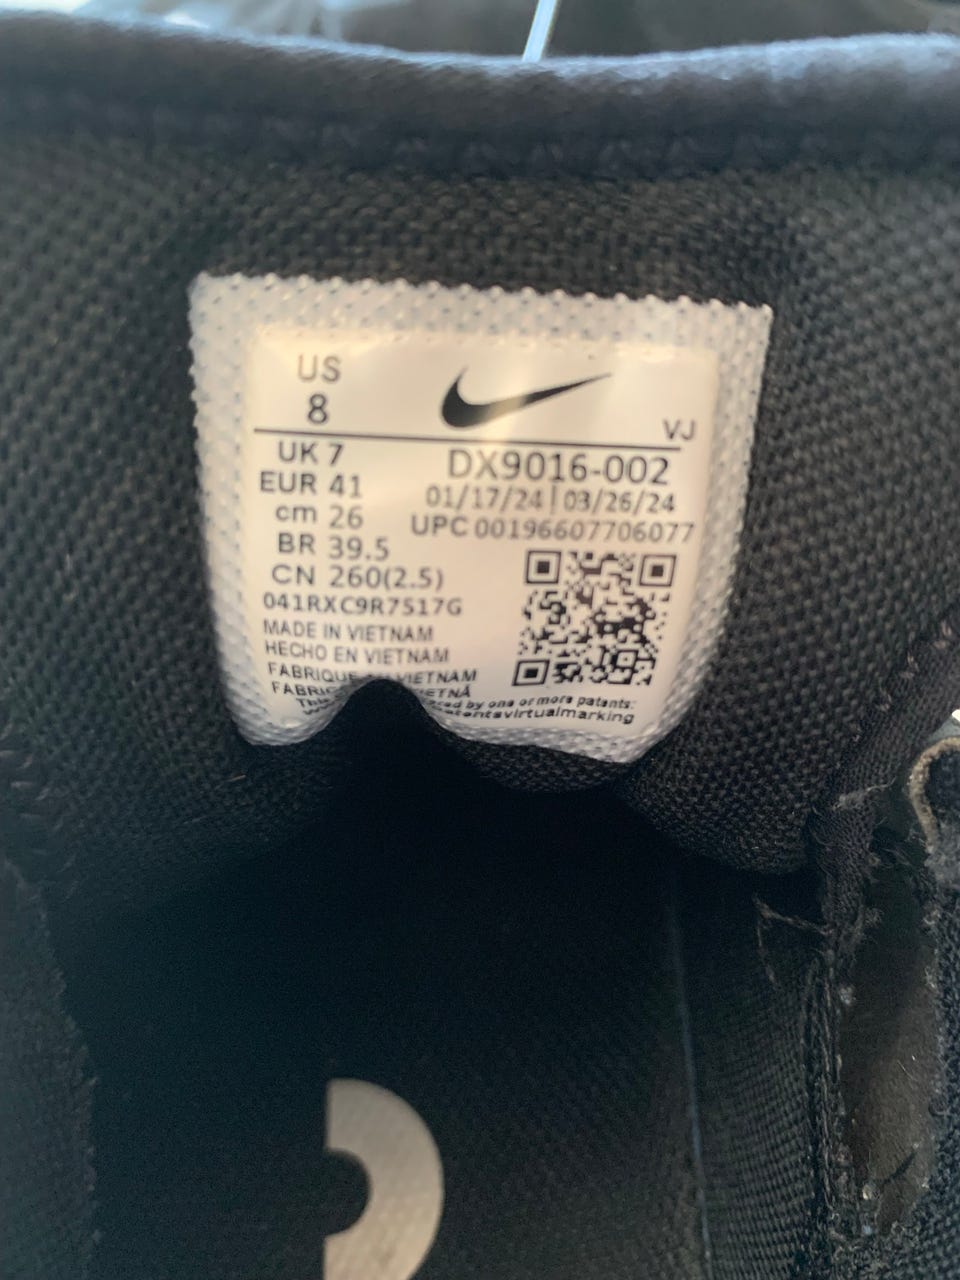 US
8
VJ
UK 7
DX9016-002
EUR 41
01/17/24 | 03/26/24
cm 26
UPC 00196607706077
BR 39.5
CN 260(2.5)
041RXC9R7517G
MADE IN VIETNAM
HECHO EN VIETNAM
FABRIQUE VIETNAM
by one or more patents: